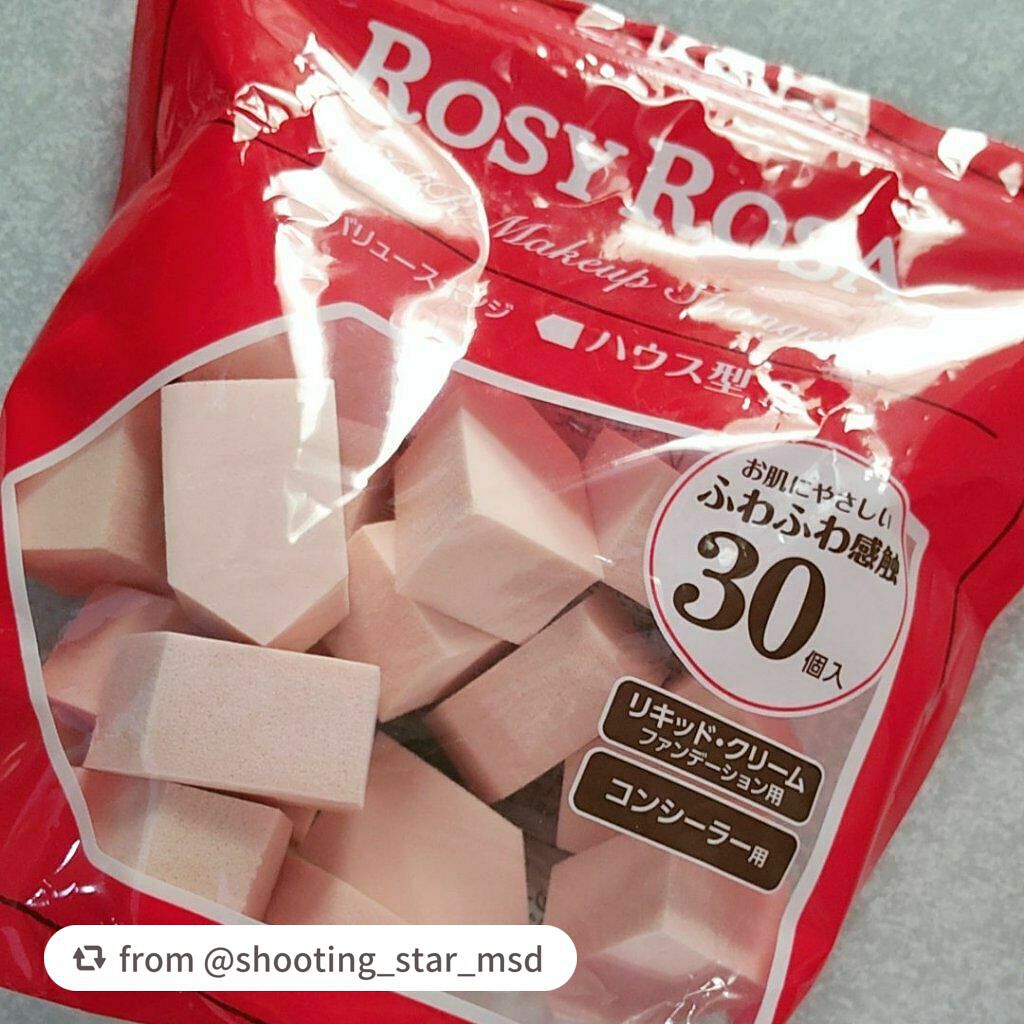 ROSY ROSA
Makeup Sponge
バリュースポンジ
ハウス型
お肌にやさしい
ふわふわ感触
30個入
リキッド・クリーム
ファンデーション用
コンシーラー用
from @shooting_star_msd